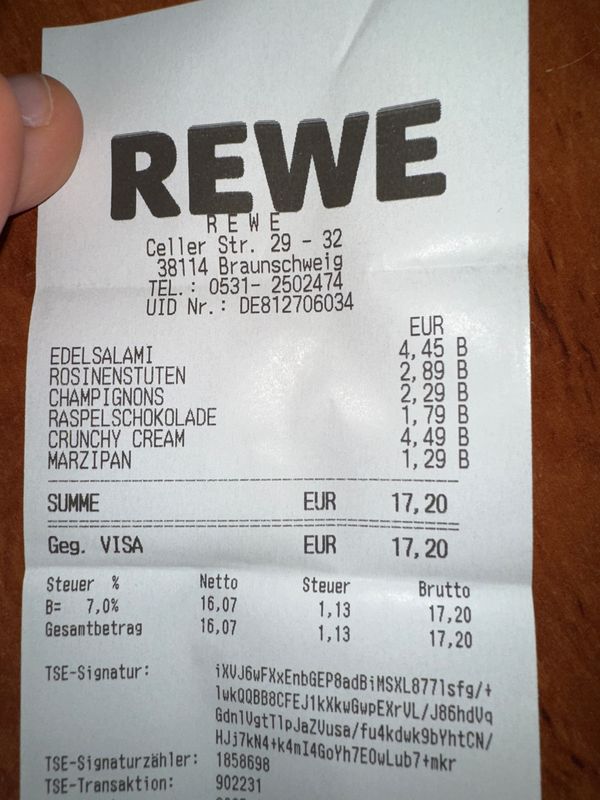 REWE
R E W E
Celler Str. 29 - 32
38114 Braunschweig
TEL.: 0531- 2502474
UID Nr.: DE812706034
EUR
EDELSALAMI 4,45 B
ROSINENSTUTEN 2,89 B
CHAMPIGNONS 2,29 B
RASPELSCHOKOLADE 1,79 B
CRUNCHY CREAM 4,49 B
MARZIPAN 1,29 B
SUMME EUR 17,20
Geg. VISA EUR 17,20
Steuer % Netto Steuer Brutto
B= 7,0% 16,07 1,13 17,20
Gesamtbetrag 16,07 1,13 17,20
TSE-Signatur: iXVJ6wFXxEnbGEP8adBiMSXL8771sfg/+
lwkQQBB8CFEJ1kXkwGwpEXrVL/J86hdVq
GdnlVgtTlpJaZVusa/fu4kdwk9bYhtCN/
HJj7kN4+k4mI4GoYh7EOwLub7+mkr
TSE-Signaturzähler: 1858698
TSE-Transaktion: 902231